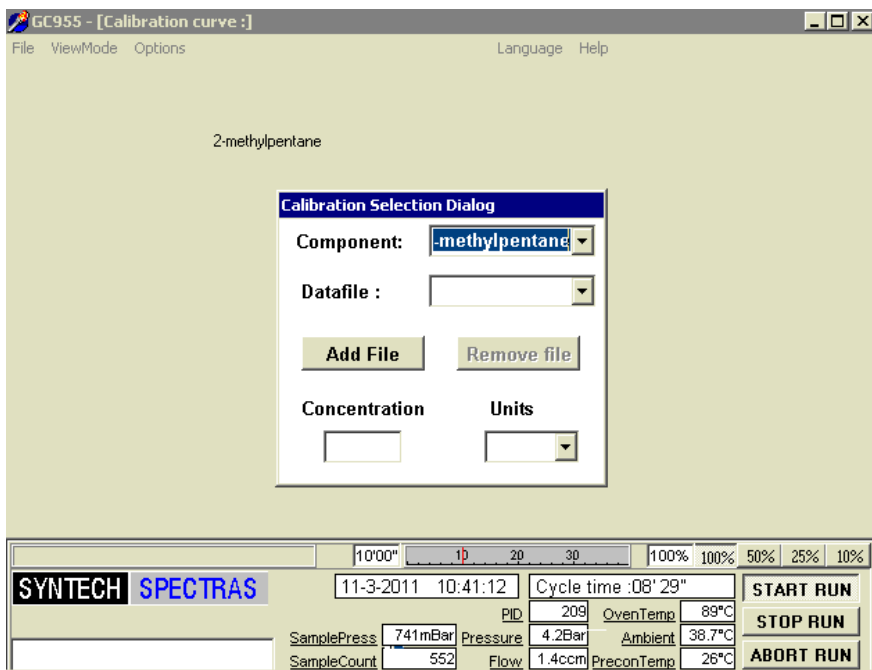 GC955 - [Calibration curve :]
File ViewMode Options Language Help
2-methylpentane
Calibration Selection Dialog
Component: -methylpentane
Datafile :
Add File Remove file
Concentration Units
10'00" 10 20 30 100% 100% 50% 25% 10%
SYNTECH SPECTRAS 11-3-2011 10:41:12 Cycle time :08' 29" START RUN
PID 209 OvenTemp 89°C STOP RUN
SamplePress 741mBar Pressure 4.2Bar Ambient 38.7°C
SampleCount 552 Flow 1.4ccm PreconTemp 26°C ABORT RUN